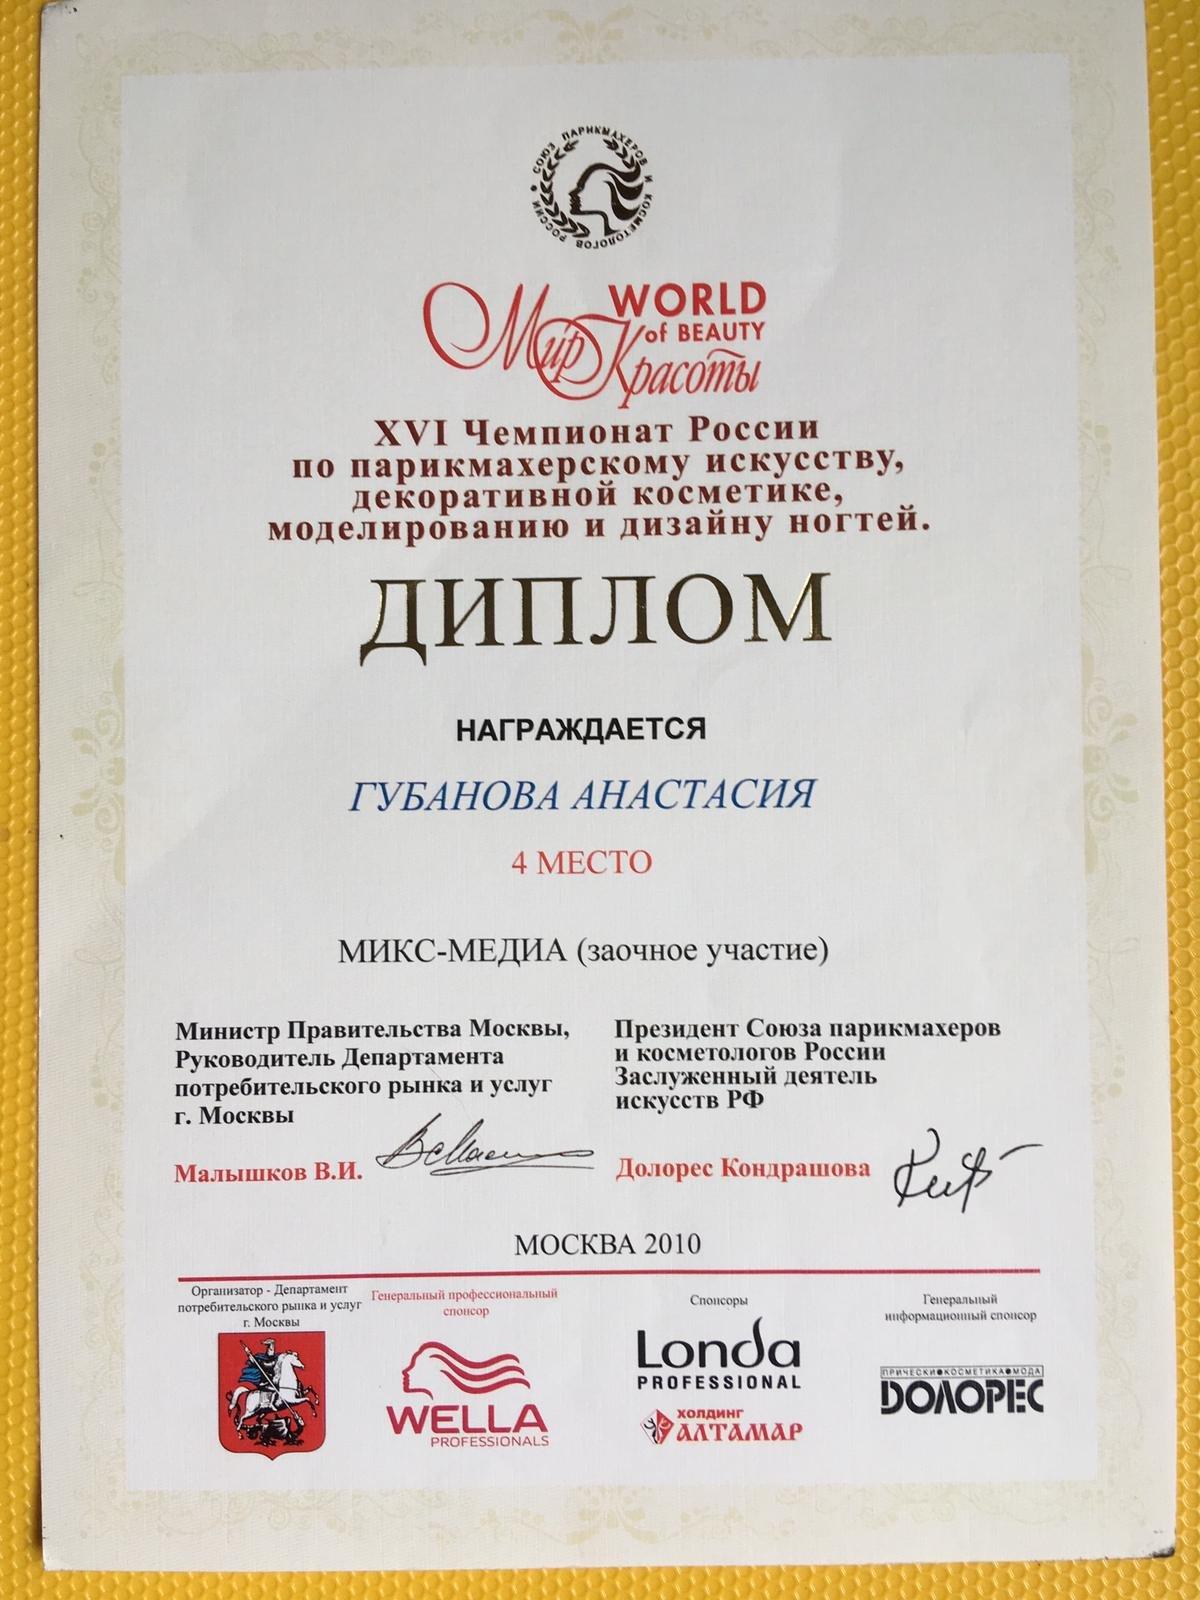 СОЮЗ ПАРИКМАХЕРОВ И КОСМЕТОЛОГОВ РОССИИ
WORLD
of BEAUTY
Мир Красоты
XVI Чемпионат России
по парикмахерскому искусству,
декоративной косметике,
моделированию и дизайну ногтей.
ДИПЛОМ
НАГРАЖДАЕТСЯ
ГУБАНОВА АНАСТАСИЯ
4 МЕСТО
МИКС-МЕДИА (заочное участие)
Министр Правительства Москвы,
Руководитель Департамента
потребительского рынка и услуг
г. Москвы
Малышков В.И.
Президент Союза парикмахеров
и косметологов России
Заслуженный деятель
искусств РФ
Долорес Кондрашова
МОСКВА 2010
Организатор - Департамент
потребительского рынка и услуг
г. Москвы
Генеральный профессиональный
спонсор
WELLA
PROFESSIONALS
Спонсоры
Londa
PROFESSIONAL
ХОЛДИНГ
АЛТАМАР
Генеральный
информационный спонсор
ПРИЧЕСКИ●КОСМЕТИКА●МОДА
ДОЛОРЕС